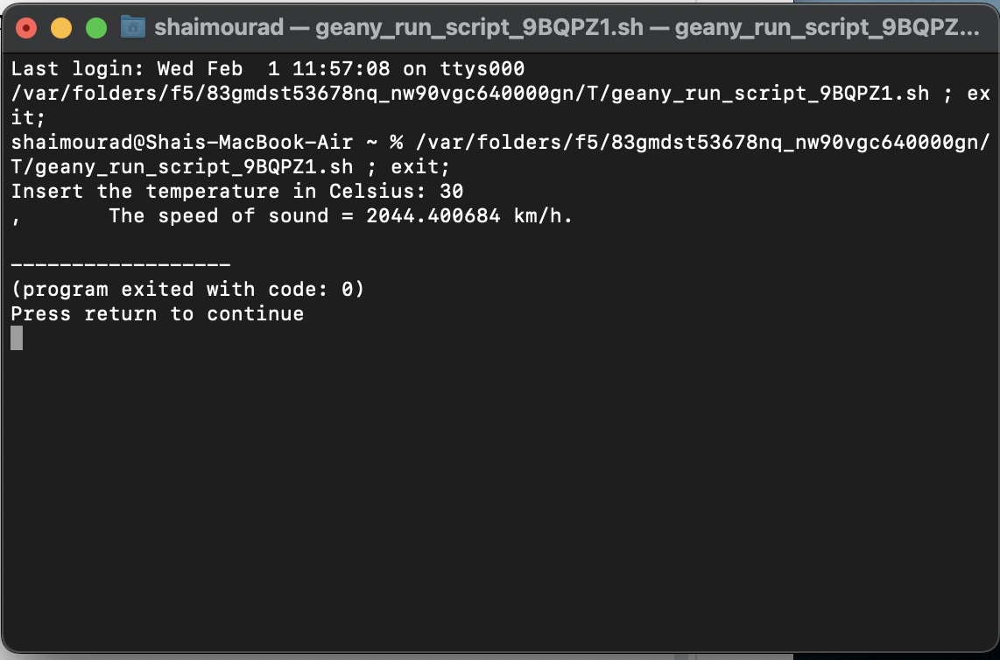 shaimourad — geany_run_script_9BQPZ1.sh — geany_run_script_9BQPZ...
Last login: Wed Feb  1 11:57:08 on ttys000
/var/folders/f5/83gmdst53678nq_nw90vgc640000gn/T/geany_run_script_9BQPZ1.sh ; ex
it;
shaimourad@Shais-MacBook-Air ~ % /var/folders/f5/83gmdst53678nq_nw90vgc640000gn/
T/geany_run_script_9BQPZ1.sh ; exit;
Insert the temperature in Celsius: 30
,       The speed of sound = 2044.400684 km/h.
------------------
(program exited with code: 0)
Press return to continue